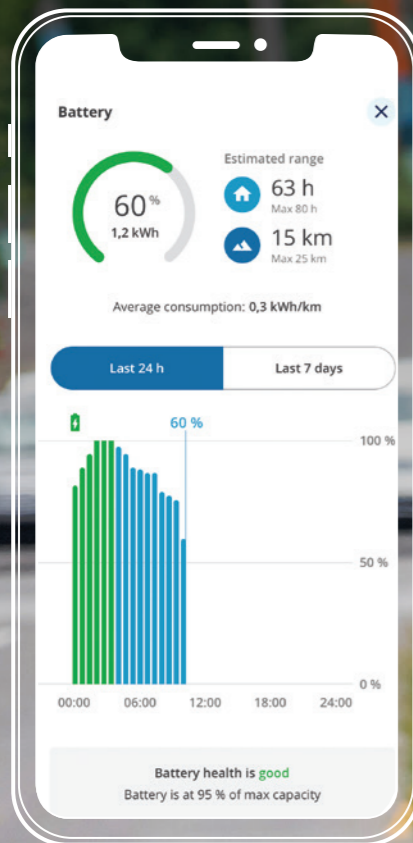 Battery
Estimated range
60 %
1,2 kWh
63 h
Max 80 h
15 km
Max 25 km
Average consumption: 0,3 kWh/km
Last 24 h
Last 7 days
60 %
100 %
50 %
0 %
00:00 06:00 12:00 18:00 24:00
Battery health is good
Battery is at 95 % of max capacity